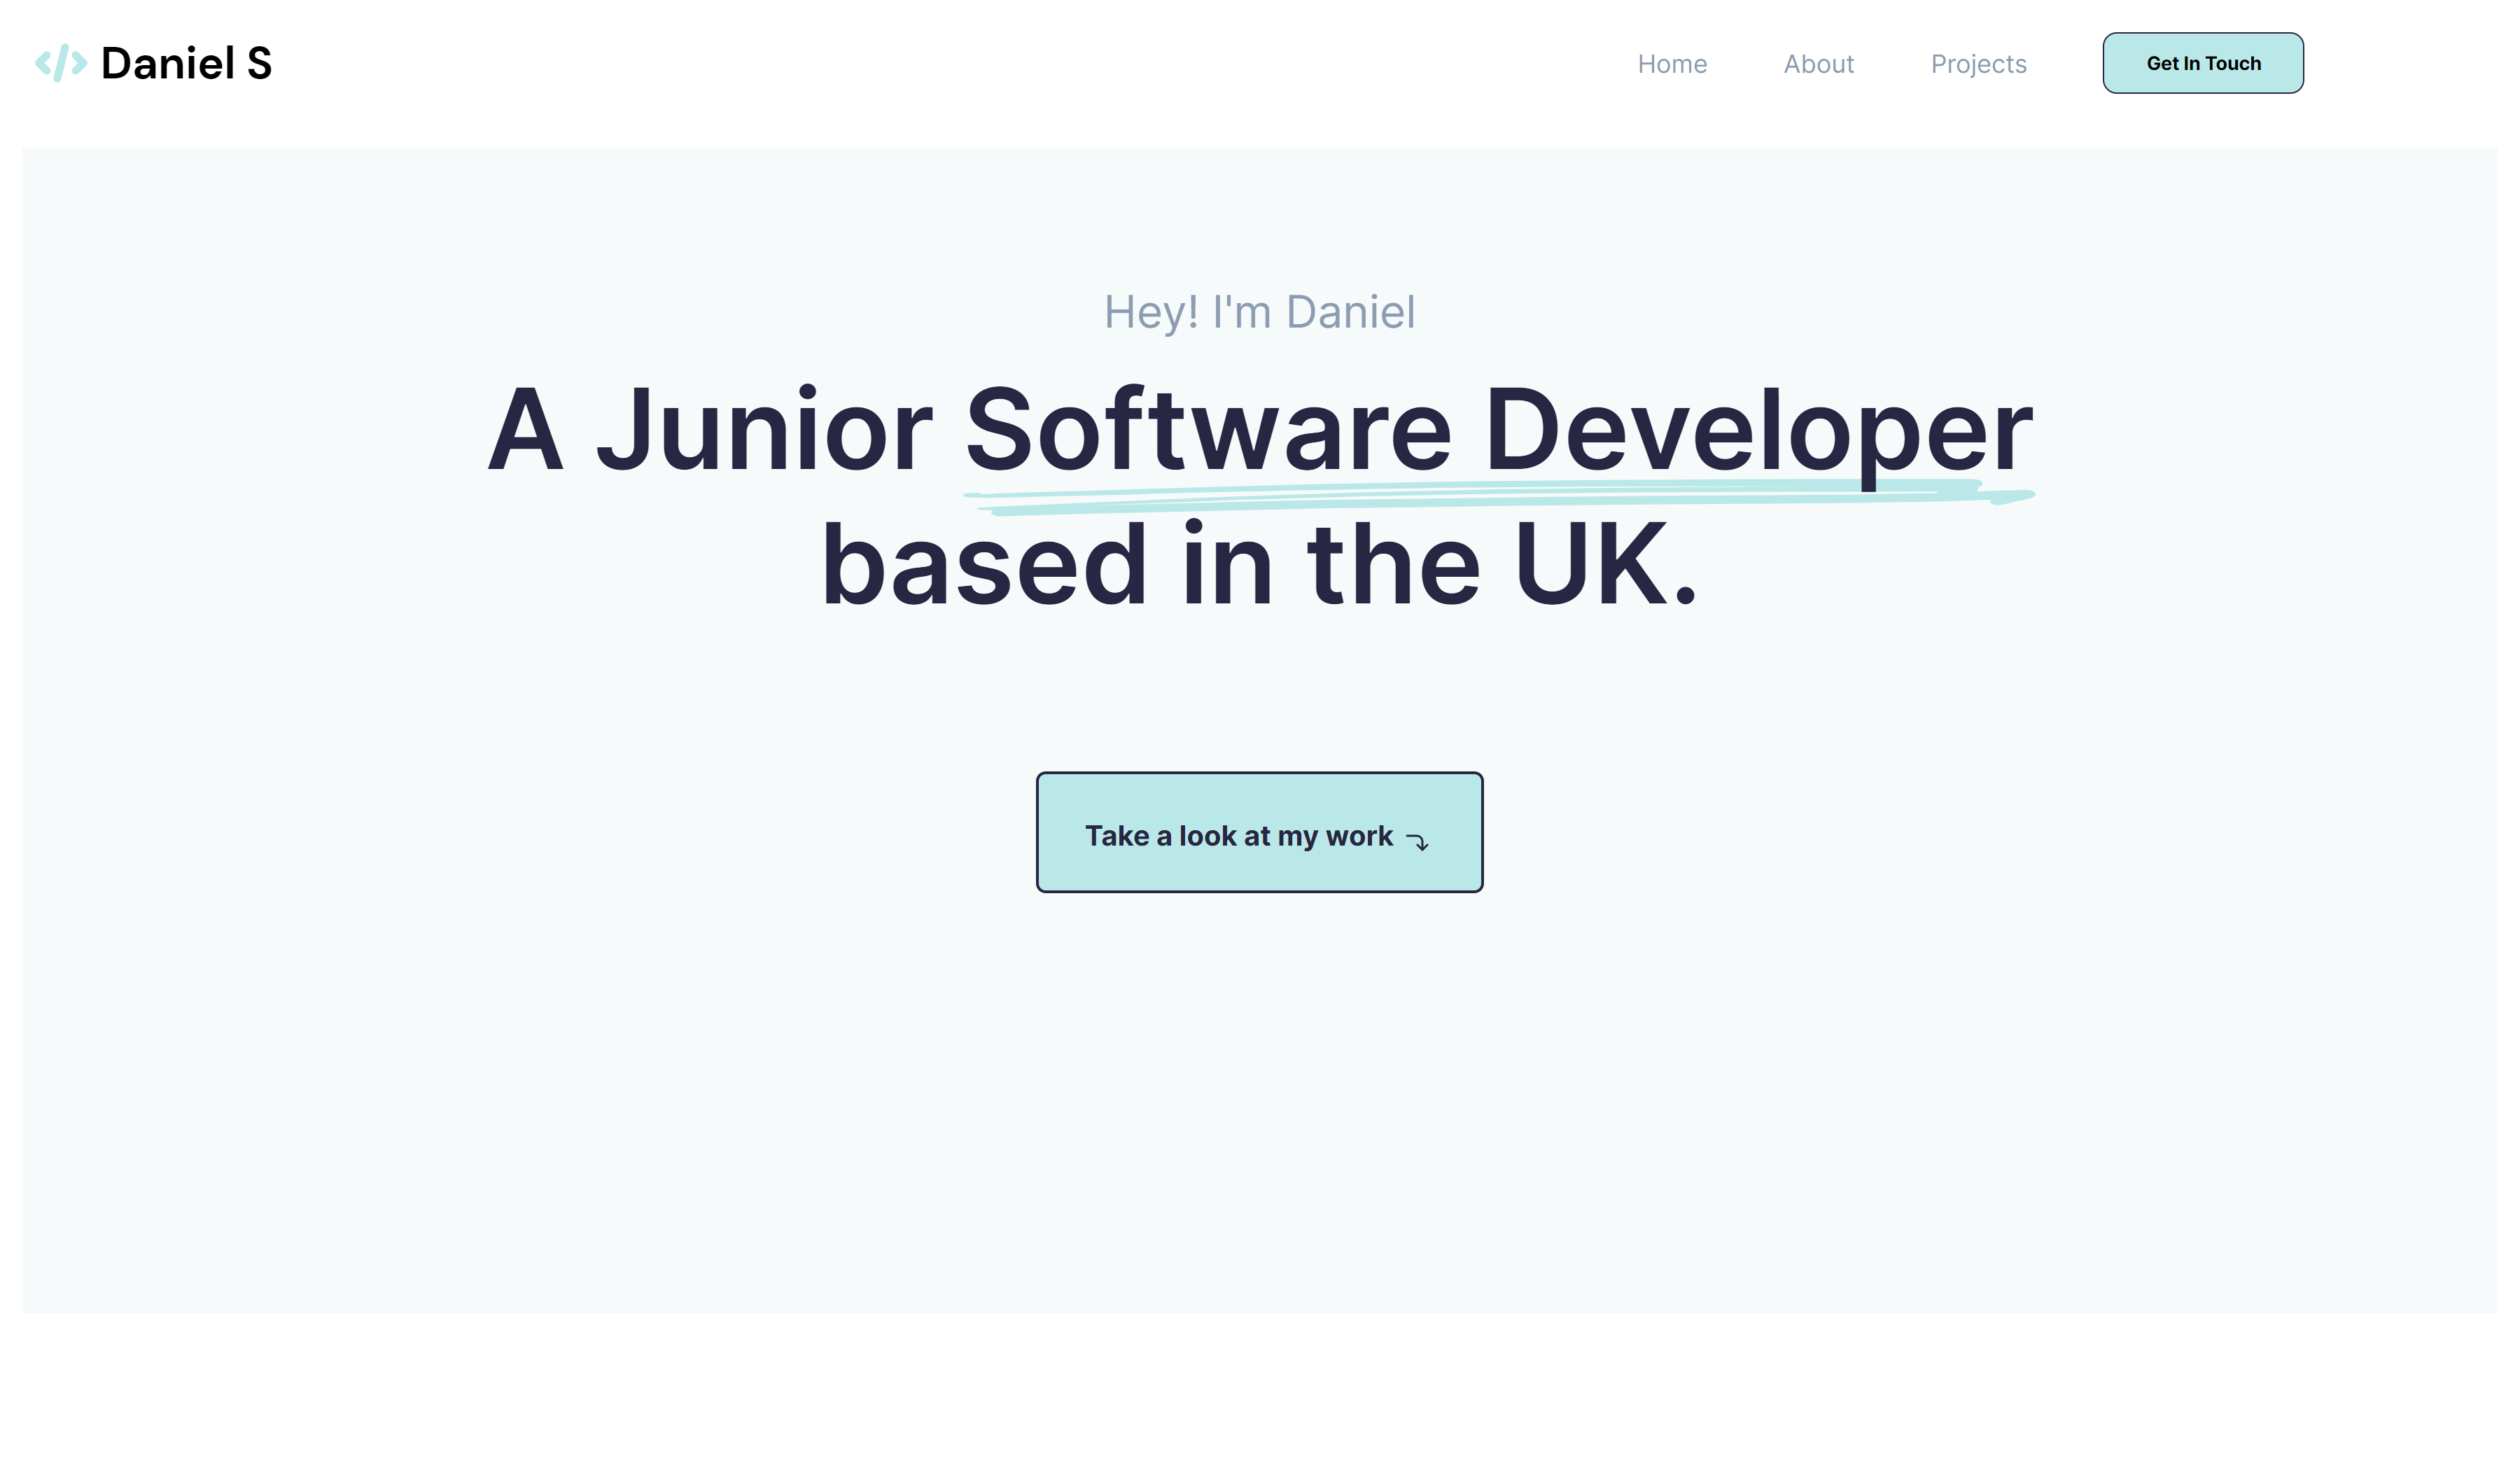 Daniel S
Home
About
Projects
Get In Touch
Hey! I'm Daniel
A Junior Software Developer
based in the UK.
Take a look at my work